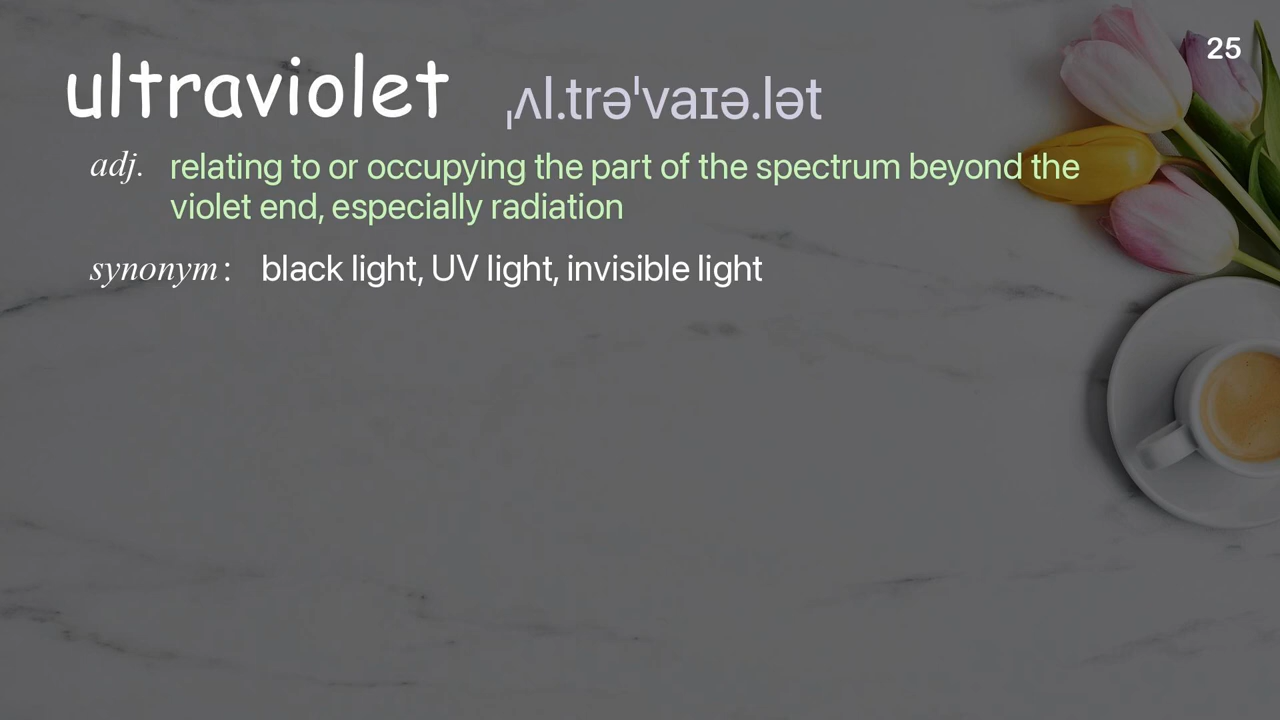 25
ultraviolet ˌʌl.trəˈvaɪə.lət
adj. relating to or occupying the part of the spectrum beyond the
violet end, especially radiation
synonym: black light, UV light, invisible light